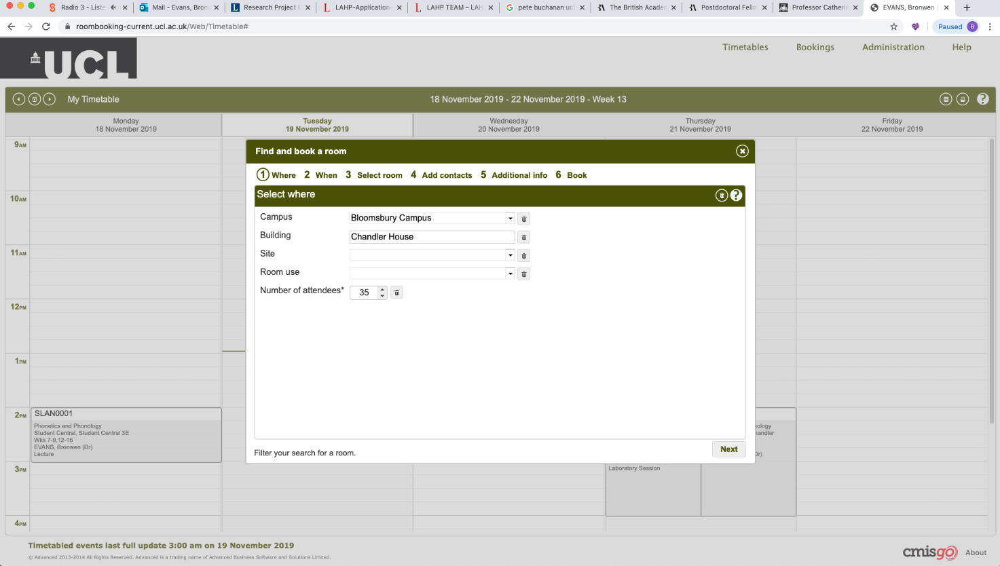 Radio 3 - Liste
Mail - Evans, Bron
Research Project
LAHP-Application-
LAHP TEAM – LAH
pete buchanan ucl
The British Acade
Postdoctoral Fello
Professor Catheri
EVANS, Bronwen
roombooking-current.ucl.ac.uk/Web/Timetable#
Paused B
UCL
Timetables Bookings Administration Help
My Timetable
18 November 2019 - 22 November 2019 - Week 13
Monday
18 November 2019
Tuesday
19 November 2019
Wednesday
20 November 2019
Thursday
21 November 2019
Friday
22 November 2019
9AM
10AM
11AM
12PM
1PM
2PM
3PM
4PM
Find and book a room
1 Where 2 When 3 Select room 4 Add contacts 5 Additional info 6 Book
Select where
Campus Bloomsbury Campus
Building Chandler House
Site
Room use
Number of attendees* 35
Filter your search for a room.
Next
SLAN0001
Phonetics and Phonology
Student Central, Student Central 3E
Wks 7-9,12-16
EVANS, Bronwen (Dr)
Lecture
ology
handler
Dr)
Laboratory Session
Timetabled events last full update 3:00 am on 19 November 2019
© Advanced 2013-2014 All Rights Reserved. Advanced is a trading name of Advanced Business Software and Solutions Limited.
cmisgo
About